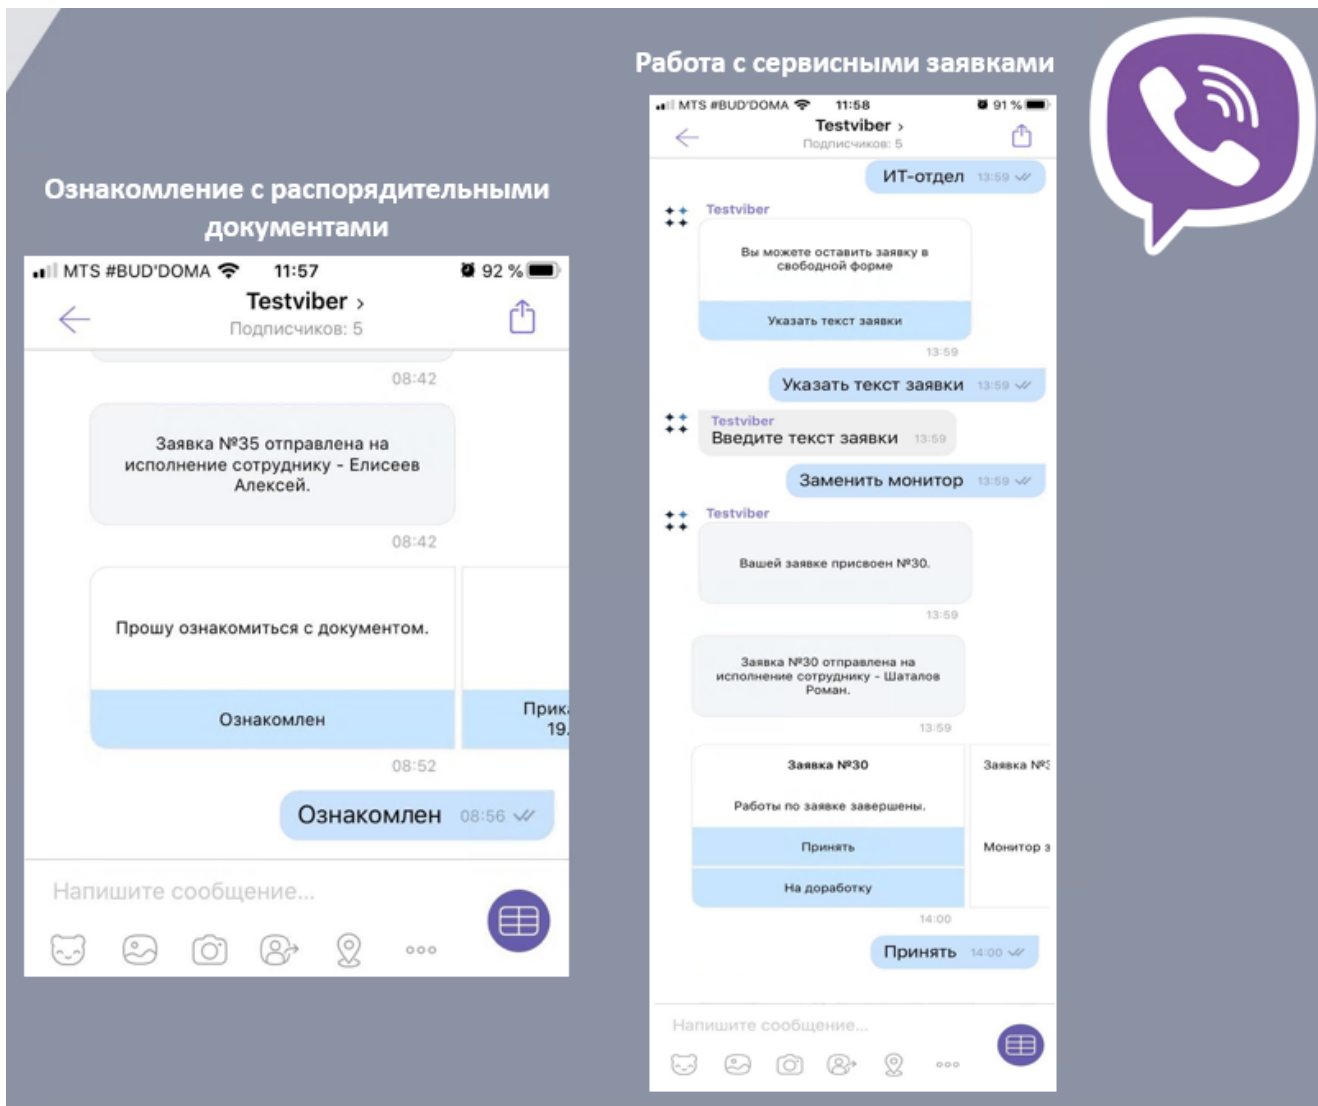 Работа с сервисными заявками
Ознакомление с распорядительными
документами
MTS #BUD'DOMA 11:57 92 %
Testviber >
Подписчиков: 5
08:42
Заявка №35 отправлена на
исполнение сотруднику - Елисеев
Алексей.
08:42
Прошу ознакомиться с документом.
Ознакомлен
19.
08:52
Ознакомлен 08:56
Напишите сообщение...
MTS #BUD'DOMA 11:58 91 %
Testviber >
Подписчиков: 5
ИТ-отдел 13:59
Testviber
Вы можете оставить заявку в
свободной форме
Указать текст заявки
13:59
Указать текст заявки 13:59
Testviber
Введите текст заявки 13:59
Заменить монитор 13:59
Testviber
Вашей заявке присвоен №30.
13:59
Заявка №30 отправлена на
исполнение сотруднику - Шаталов
Роман.
13:59
Заявка №30
Заявка
Работы по заявке завершены.
Принять
Монитор
На доработку
14:00
Принять 14:00
Напишите сообщение...